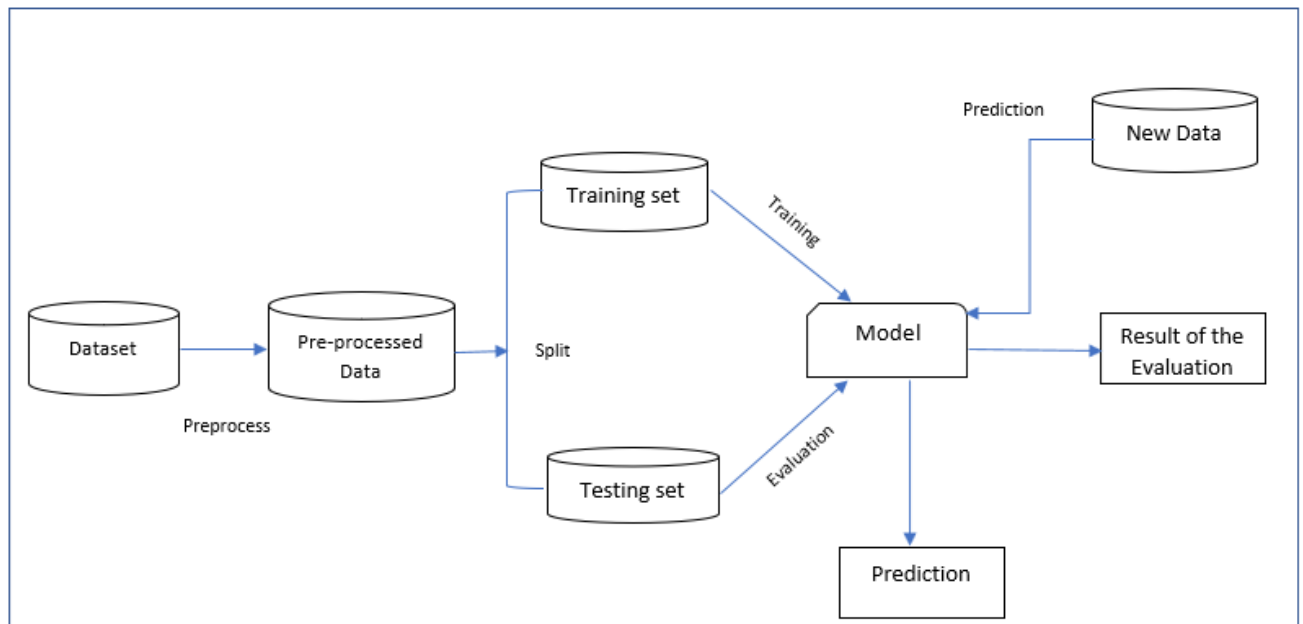 Prediction
New Data
Training set
Training
Dataset
Pre-processed
Data
Preprocess
Split
Model
Result of the
Evaluation
Testing set
Evaluation
Prediction